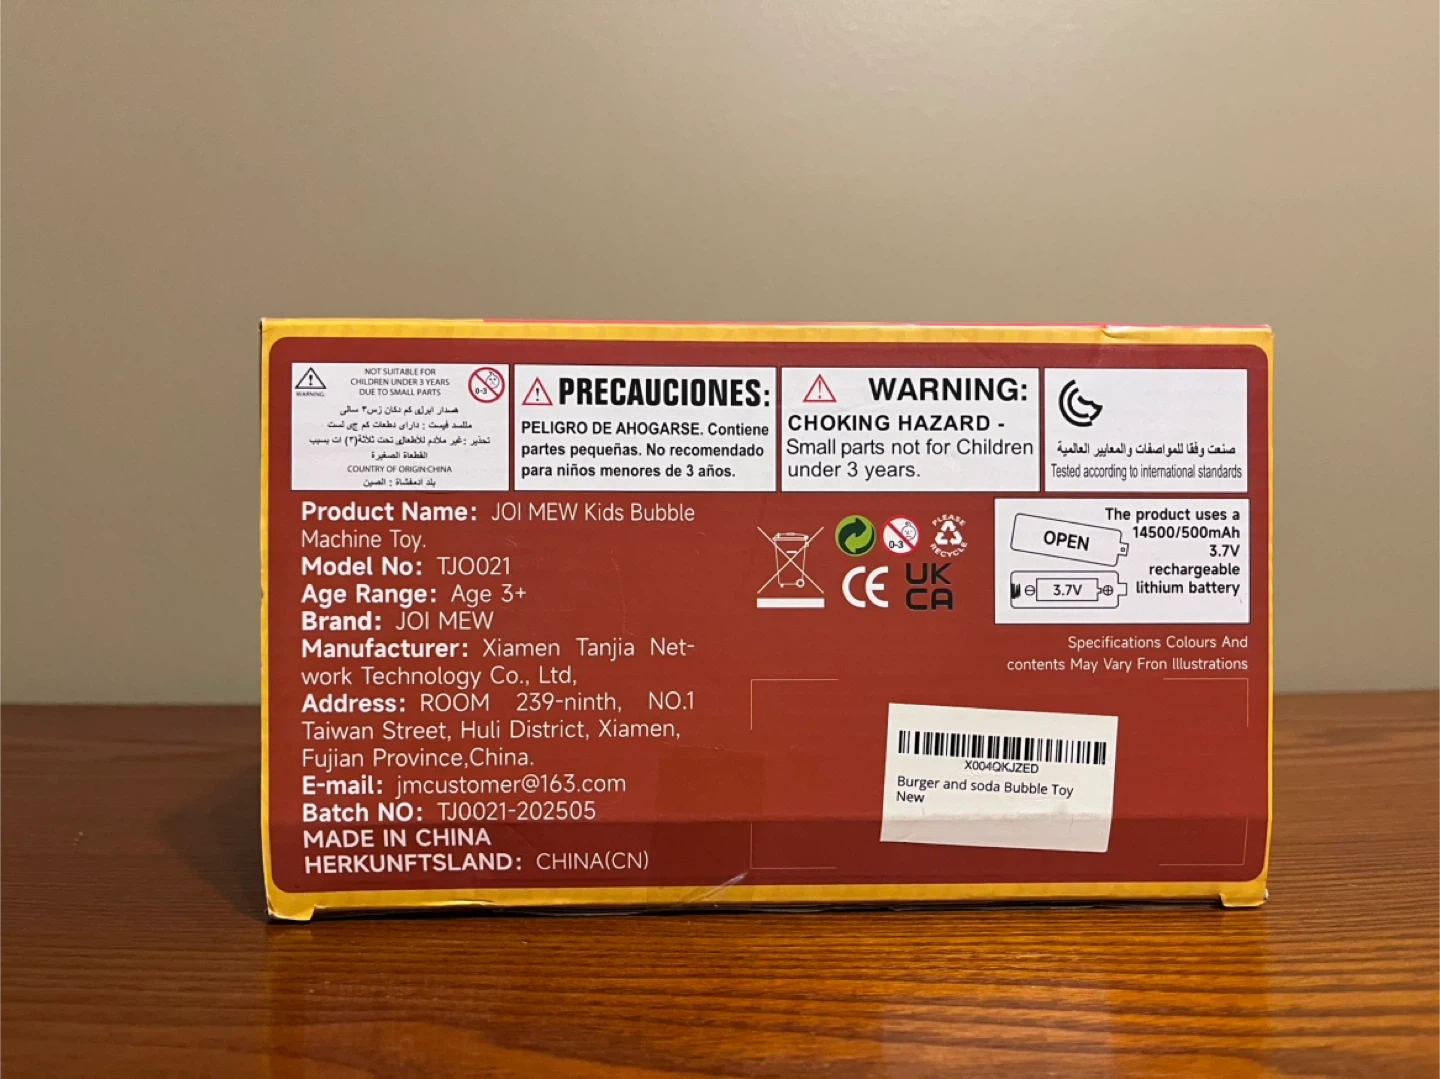 NOT SUITABLE FOR
CHILDREN UNDER 3 YEARS
DUE TO SMALL PARTS
WARNING
0-3
COUNTRY OF ORIGIN:CHINA
PRECAUCIONES:
PELIGRO DE AHOGARSE. Contiene
partes pequeñas. No recomendado
para niños menores de 3 años.
WARNING:
CHOKING HAZARD -
Small parts not for Children
under 3 years.
صنعت وفقا للمواصفات والمعايير العالمية
Tested according to international standards
Product Name: JOI MEW Kids Bubble
Machine Toy.
Model No: TJO021
Age Range: Age 3+
Brand: JOI MEW
Manufacturer: Xiamen Tanjia Net-
work Technology Co., Ltd,
Address: ROOM 239-ninth, NO.1
Taiwan Street, Huli District, Xiamen,
Fujian Province,China.
E-mail: jmcustomer@163.com
Batch NO: TJ0021-202505
MADE IN CHINA
HERKUNFTSLAND: CHINA(CN)
0-3
PLEASE
RECYCLE
CE
UK
CA
OPEN
3.7V
The product uses a
14500/500mAh
3.7V
rechargeable
lithium battery
Specifications Colours And
contents May Vary Fron Illustrations
X004QKJZED
Burger and soda Bubble Toy
New